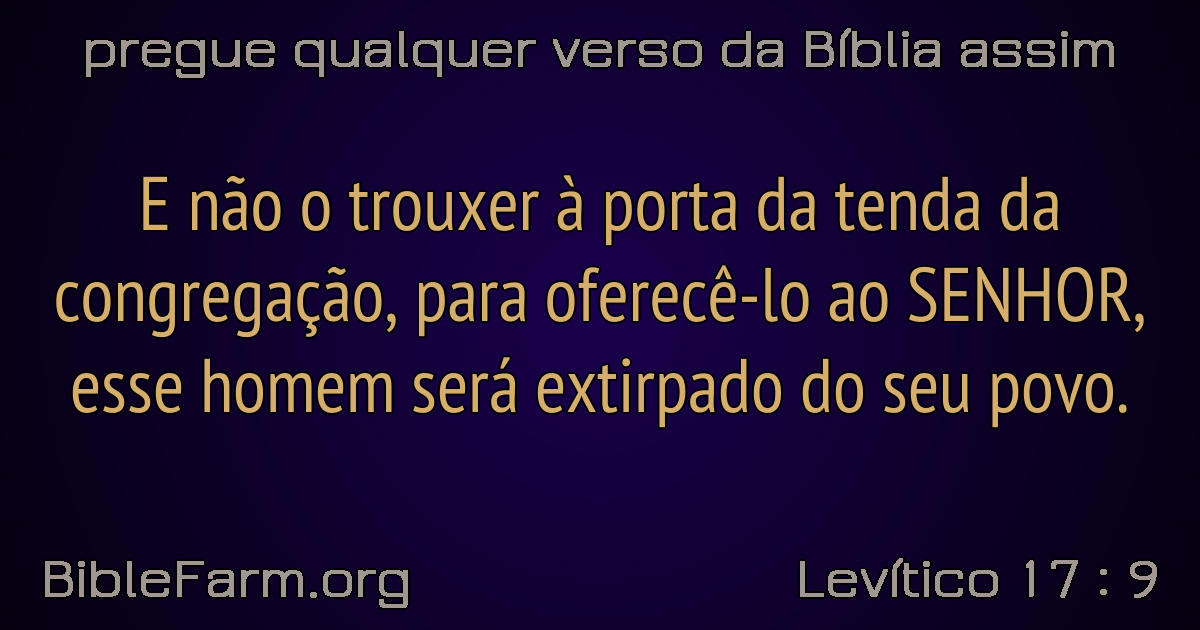 pregue qualquer verso da Bíblia assim
E não o trouxer à porta da tenda da
congregação, para oferecê-lo ao SENHOR,
esse homem será extirpado do seu povo.
BibleFarm.org
Levítico 17 : 9